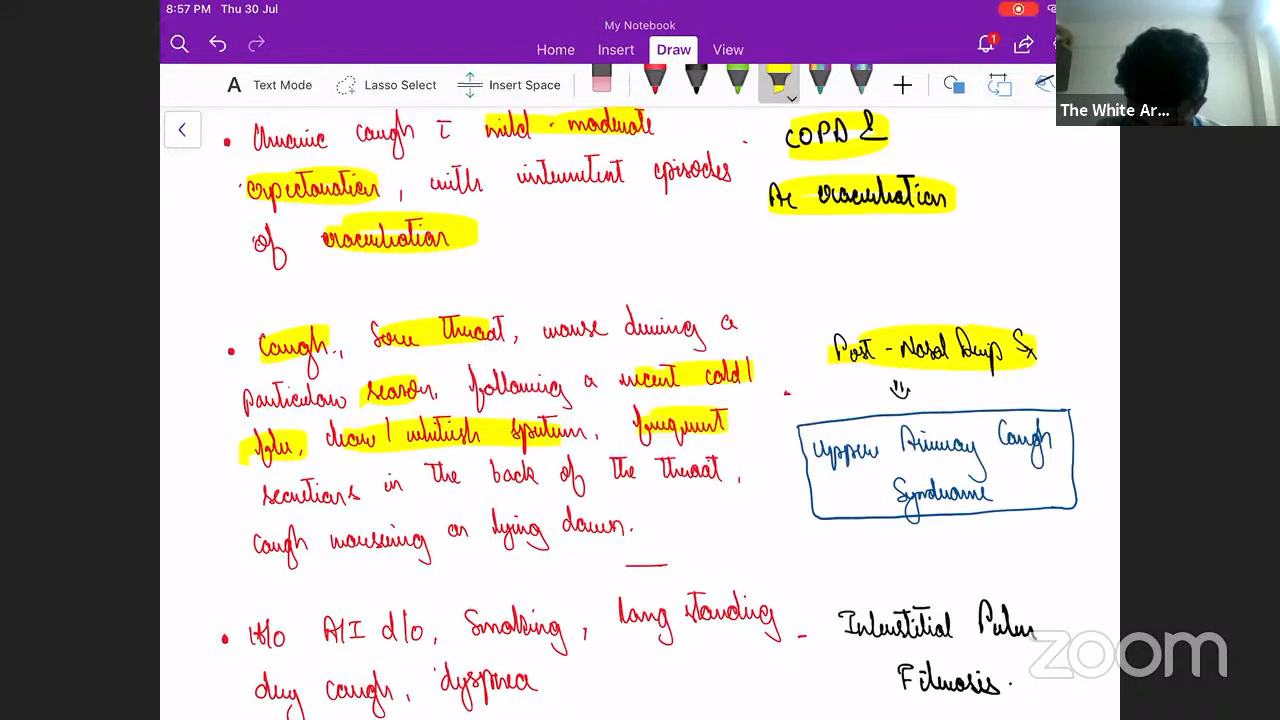 8:57 PM Thu 30 Jul
My Notebook
Home Insert Draw View
1
A Text Mode Lasso Select Insert Space
The White Ar...
• Chronic cough c mild - moderate
expectoration, with intermittent episodes
of exacerbation
- COPD c
Ac exacerbation
• Cough, Sore throat, worse during a
particular season, following a recent cold/
flu, clear/whitish sputum, frequent
secretions in the back of the throat,
cough worsening on lying down.
- Post-Nasal Drip Sx
Upper Airway Cough
Syndrome
• H/o A/I d/o, Smoking, long standing
dry cough, dyspnea
- Interstitial Pulm
Fibrosis.
zoom